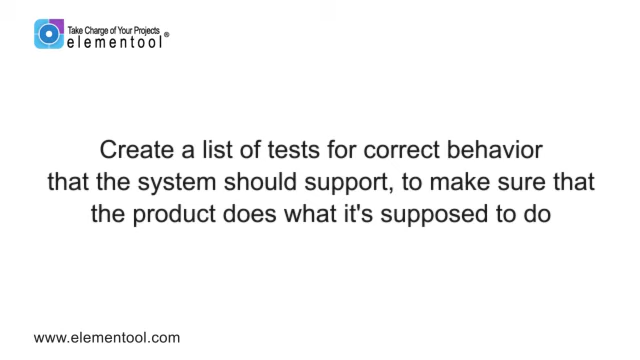 Take Charge of Your Projects
elementool®
Create a list of tests for correct behavior
that the system should support, to make sure that
the product does what it's supposed to do
www.elementool.com